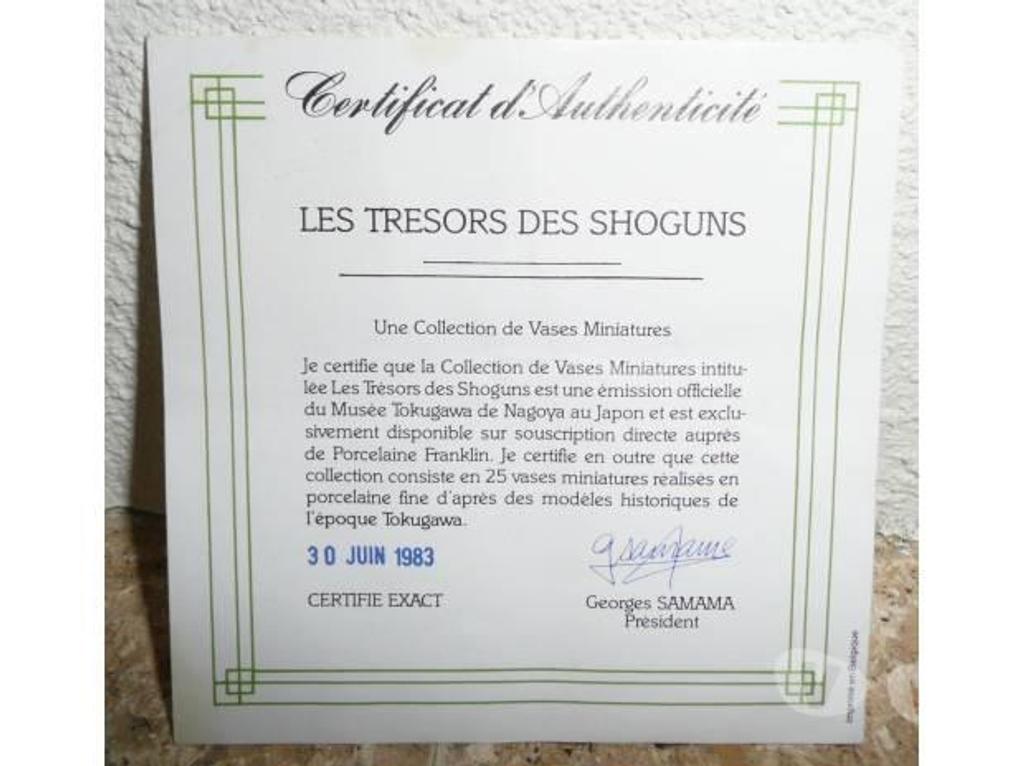 Certificat d'Authenticité
LES TRESORS DES SHOGUNS
Une Collection de Vases Miniatures
Je certifie que la Collection de Vases Miniatures intitu-
lée Les Trésors des Shoguns est une émission officielle
du Musée Tokugawa de Nagoya au Japon et est exclu-
sivement disponible sur souscription directe auprès
de Porcelaine Franklin. Je certifie en outre que cette
collection consiste en 25 vases miniatures réalisés en
porcelaine fine d'après des modèles historiques de
l'époque Tokugawa.
30 JUIN 1983
gsamama
CERTIFIE EXACT
Georges SAMAMA
Président
Imprimé en Belgique